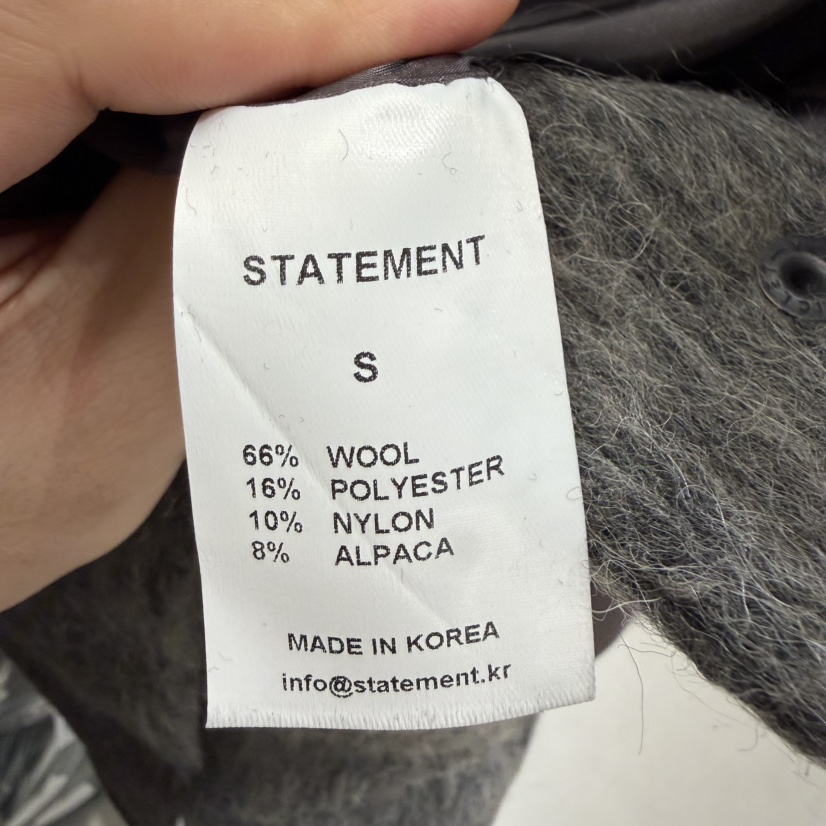 STATEMENT
S
66% WOOL
16% POLYESTER
10% NYLON
8% ALPACA
MADE IN KOREA
info@statement.kr